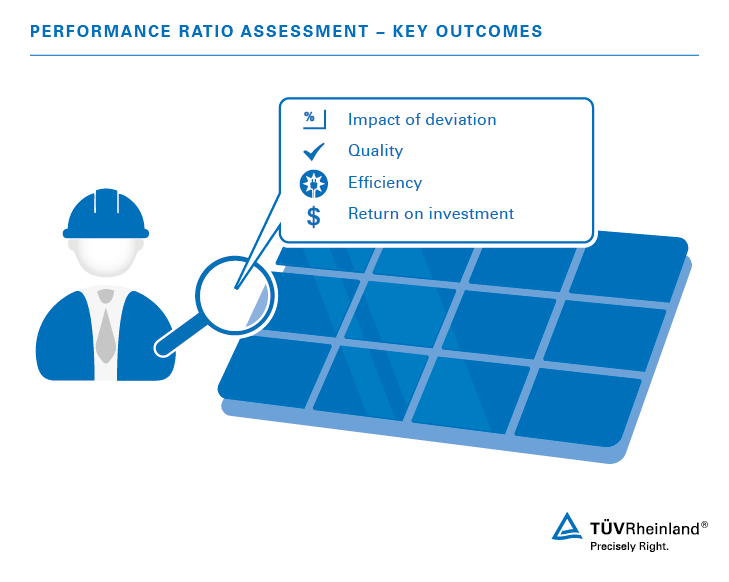 PERFORMANCE RATIO ASSESSMENT – KEY OUTCOMES
% Impact of deviation
Quality
Efficiency
$ Return on investment
TÜVRheinland®
Precisely Right.